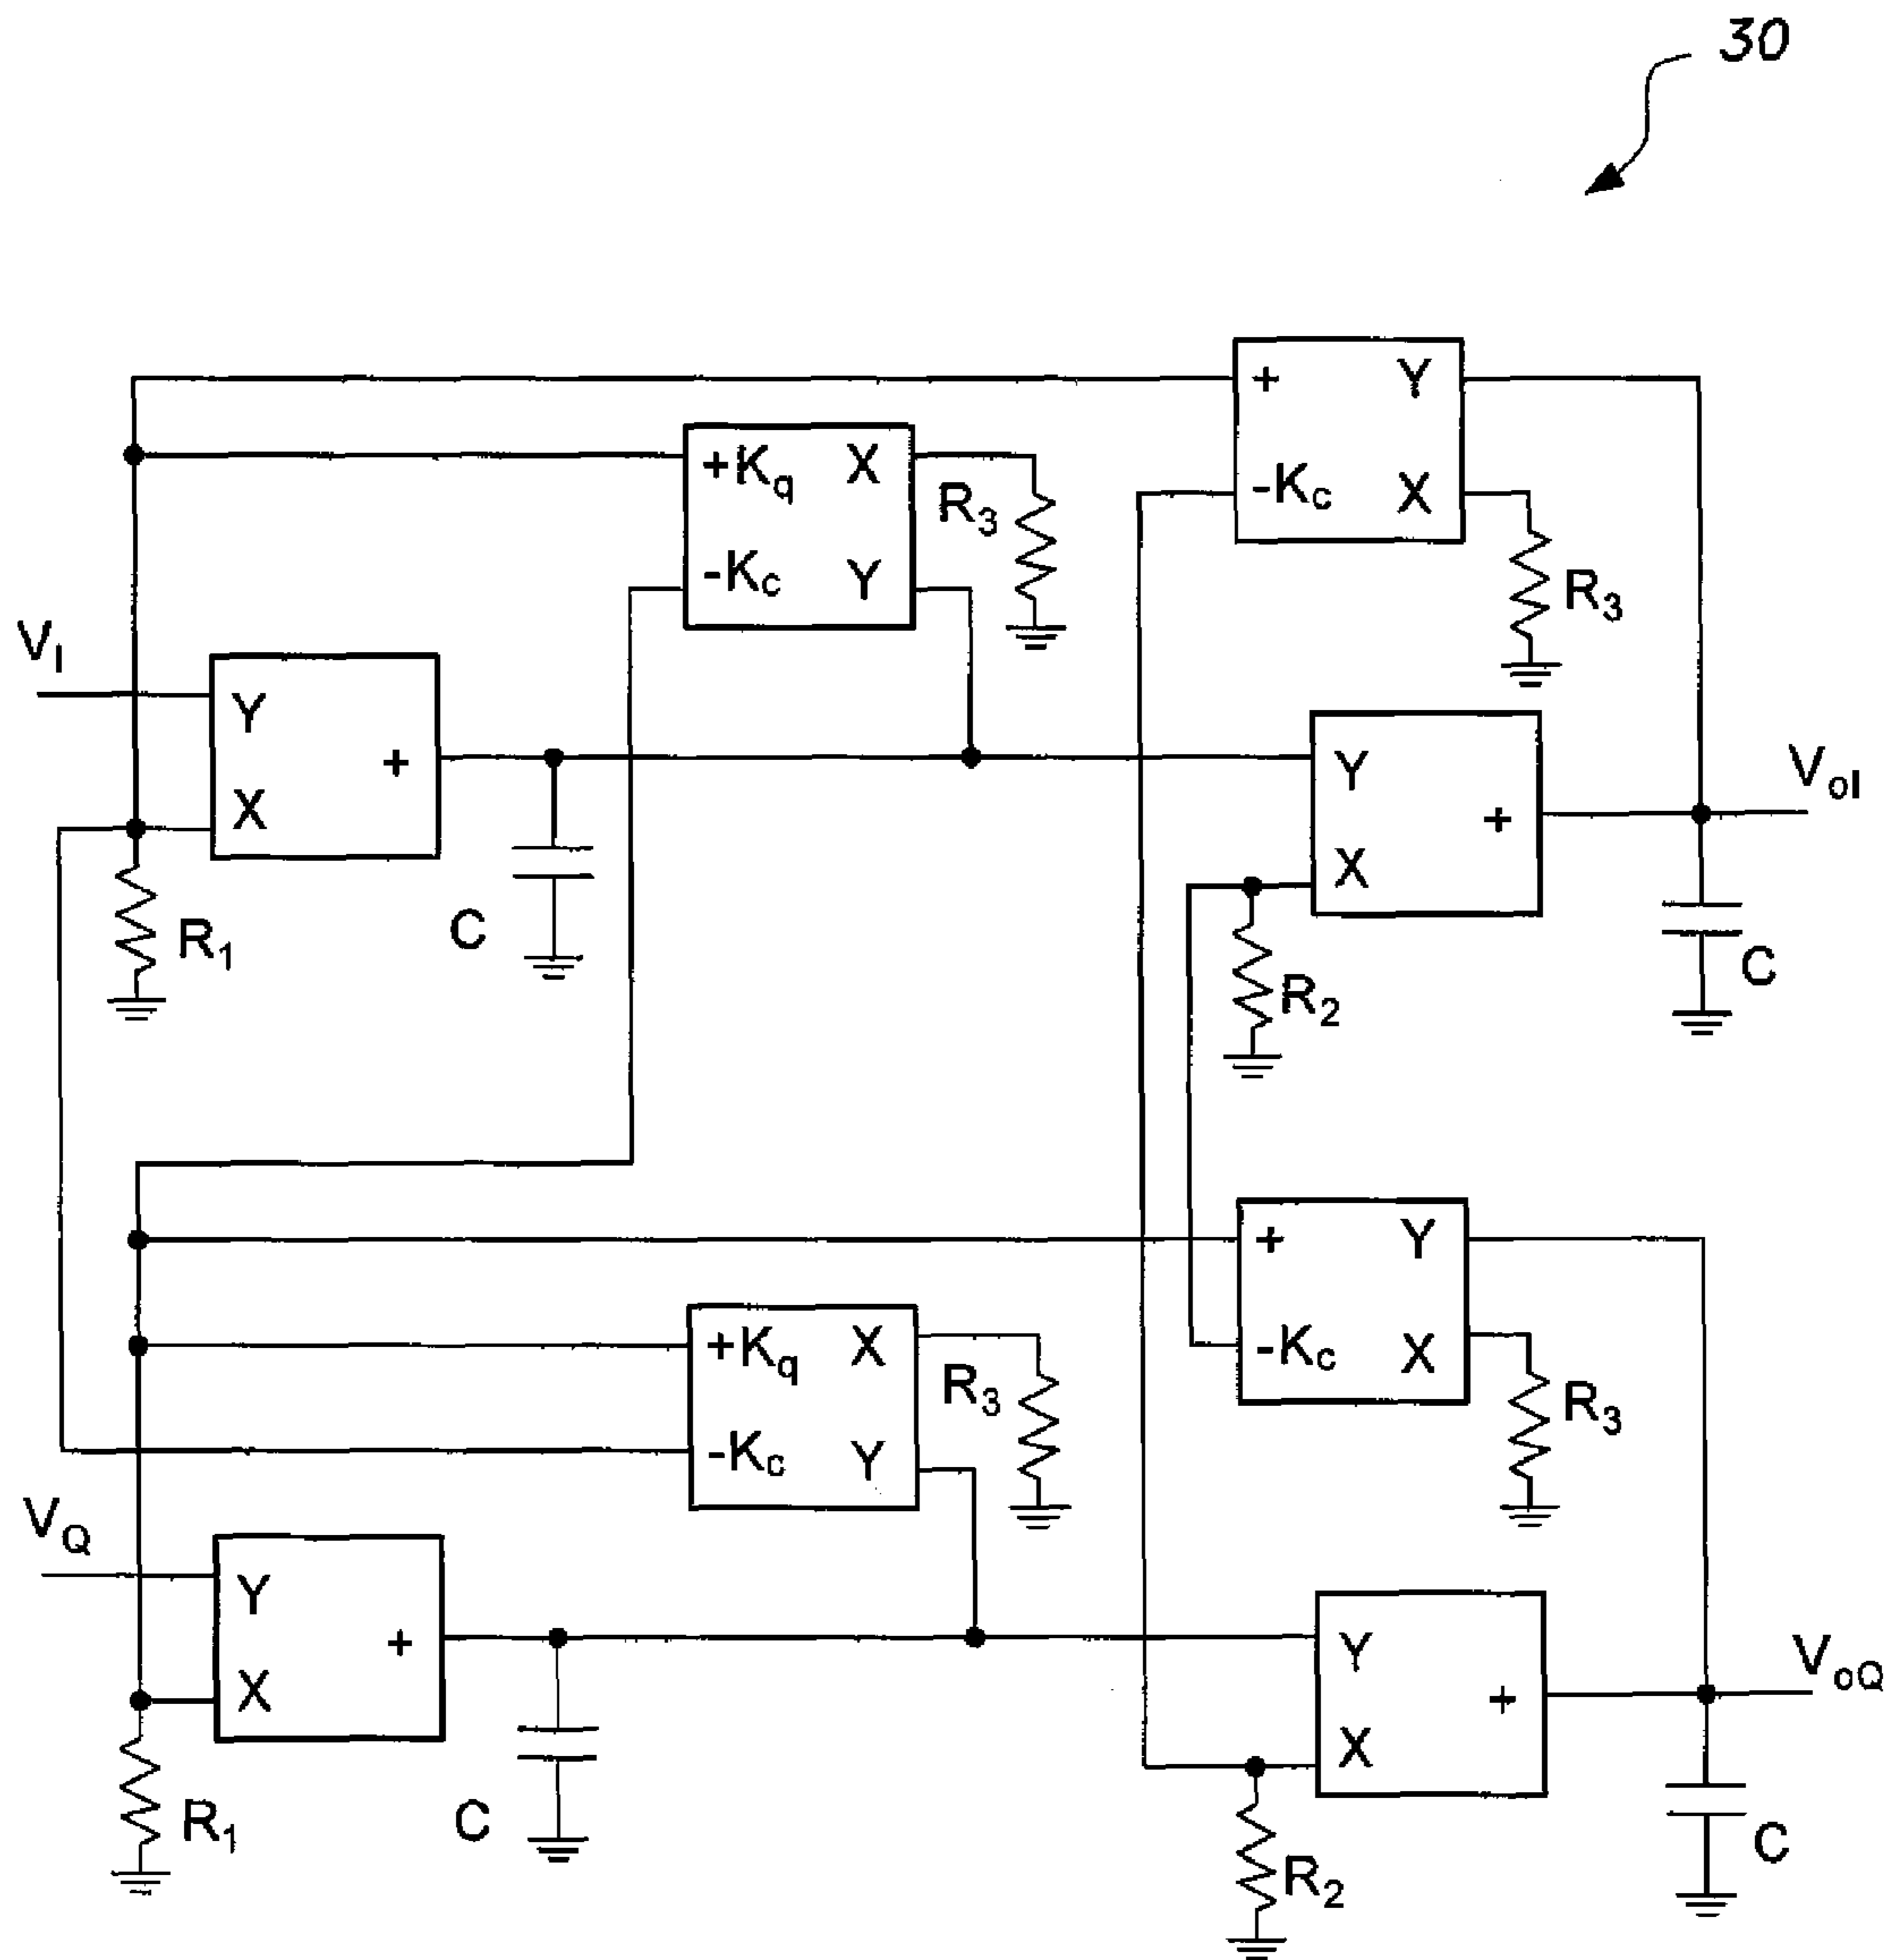 30
+ Y
-Kc X
R3
+Kq X
-Kc Y
R3
VI
Y
+
X
R1
C
Y
+
X
R2
VoI
C
+ Y
-Kc X
R3
+Kq X
-Kc Y
R3
VQ
Y
+
X
R1
C
Y
+
X
R2
VoQ
C